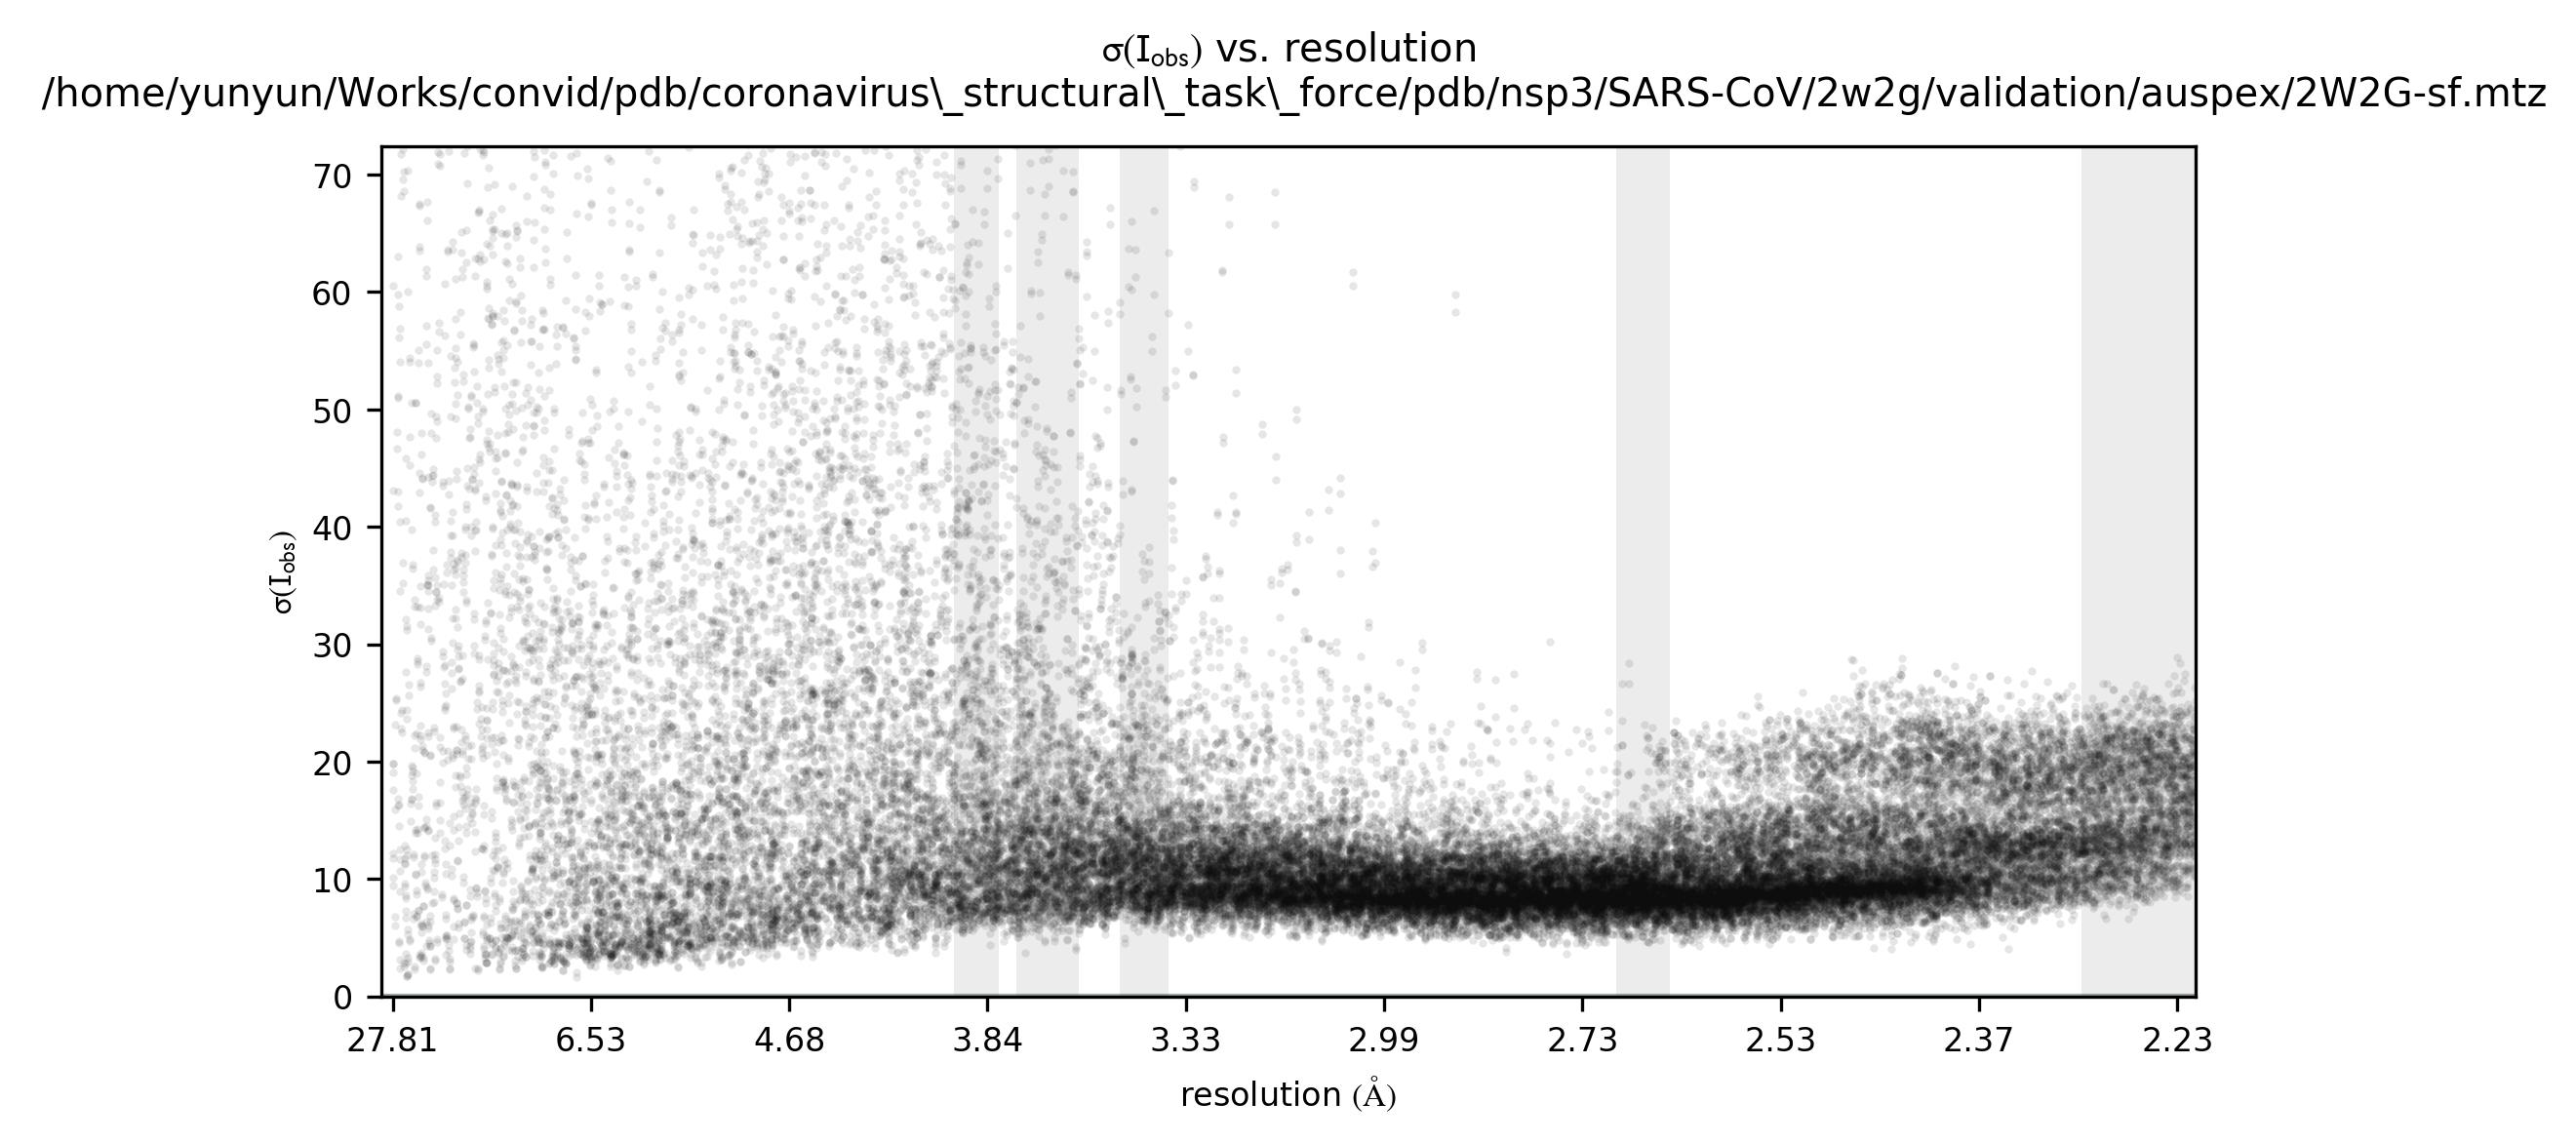 σ(Iobs) vs. resolution
/home/yunyun/Works/convid/pdb/coronavirus\_structural\_task\_force/pdb/nsp3/SARS-CoV/2w2g/validation/auspex/2W2G-sf.mtz
70
60
50
40
30
20
10
0
σ(Iobs)
27.81 6.53 4.68 3.84 3.33 2.99 2.73 2.53 2.37 2.23
resolution (Å)